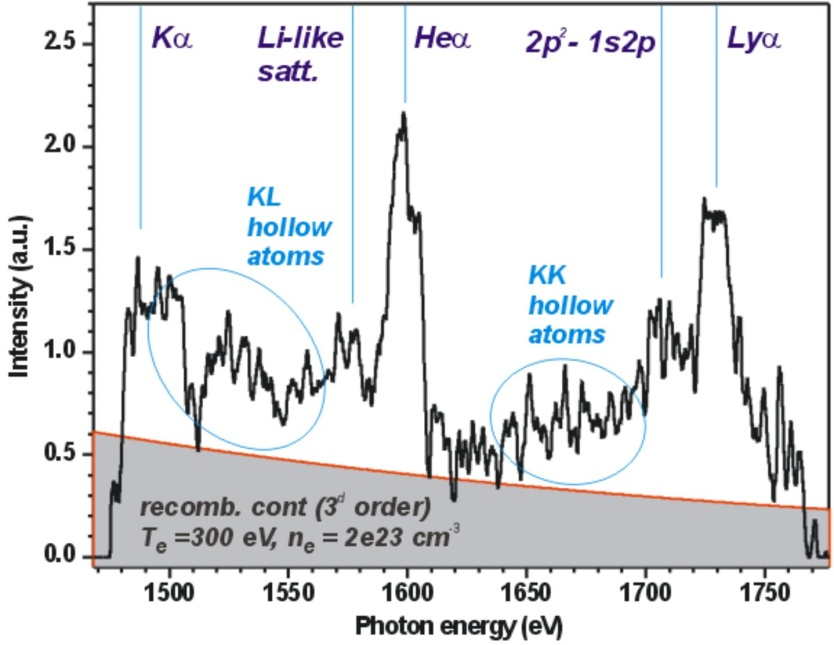 Kα
Li-like
satt.
Heα
2p²- 1s2p
Lyα
KL
hollow
atoms
KK
hollow
atoms
recomb. cont (3ᵈ order)
Tₑ =300 eV, nₑ = 2e23 cm⁻³
Intensity (a.u.)
2.5
2.0
1.5
1.0
0.5
0.0
1500 1550 1600 1650 1700 1750
Photon energy (eV)